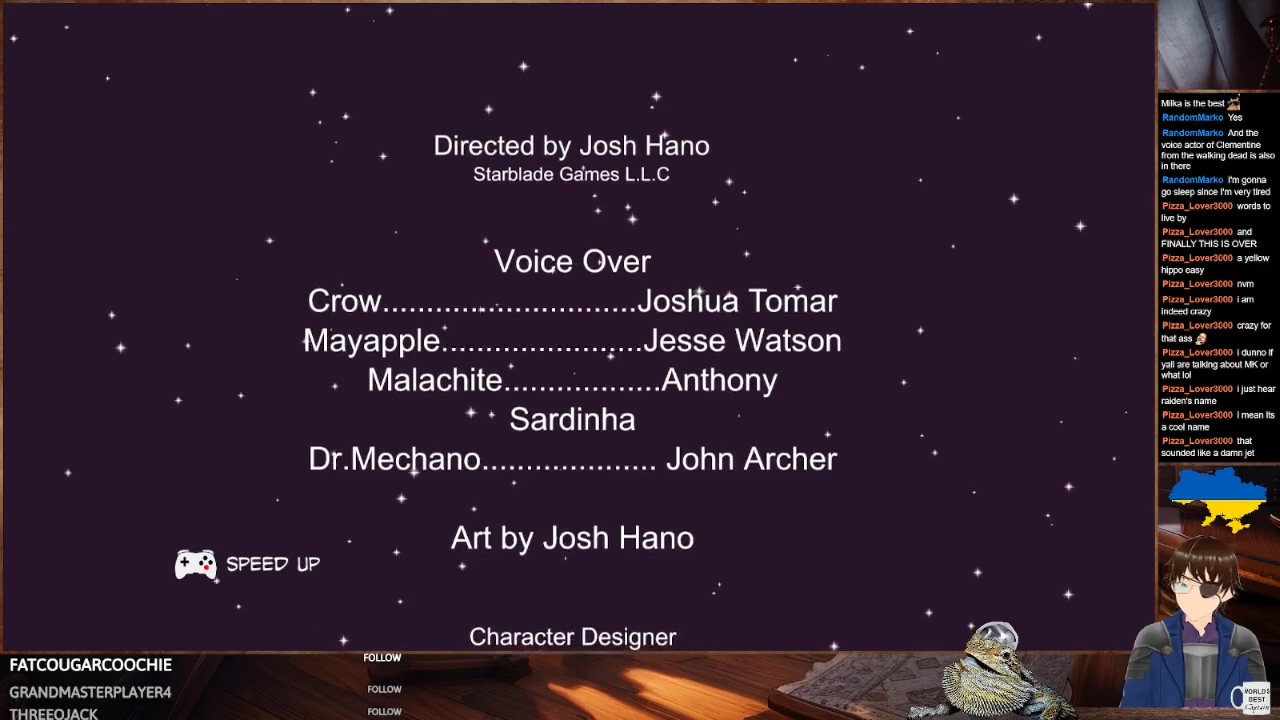 Directed by Josh Hano
Starblade Games L.L.C
Voice Over
Crow.............................Joshua Tomar
Mayapple.......................Jesse Watson
Malachite..................Anthony
Sardinha
Dr.Mechano.................... John Archer
Art by Josh Hano
SPEED UP
Character Designer
Milka is the best
RandomMarko Yes
RandomMarko And the
voice actor of Clementine
from the walking dead is also
in there
RandomMarko I'm gonna
go sleep since I'm very tired
Pizza_Lover3000 words to
live by
Pizza_Lover3000 and
FINALLY THIS IS OVER
Pizza_Lover3000 a yellow
hippo easy
Pizza_Lover3000 nvm
Pizza_Lover3000 i am
indeed crazy
Pizza_Lover3000 crazy for
that ass
Pizza_Lover3000 i dunno if
yall are talking about MK or
what lol
Pizza_Lover3000 i just hear
raiden's name
Pizza_Lover3000 i mean its
a cool name
Pizza_Lover3000 that
sounded like a damn jet
FATCOUGARCOOCHIE FOLLOW
GRANDMASTERPLAYER4 FOLLOW
THREEOJACK FOLLOW
WORLD'S
BEST
Captain